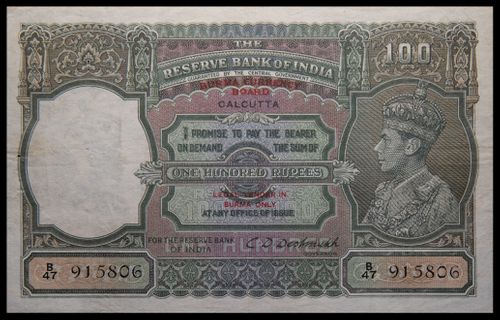 THE
RESERVE BANK OF INDIA
GUARANTEED BY THE CENTRAL GOVERNMENT
BURMA CURRENCY
BOARD
100
CALCUTTA
I PROMISE TO PAY THE BEARER
ON DEMAND THE SUM OF
ONE HUNDRED RUPEES
LEGAL TENDER IN
BURMA ONLY
AT ANY OFFICE OF ISSUE
FOR THE RESERVE BANK
OF INDIA
C. D. Deshmukh
B/47 915806
B/47 915806